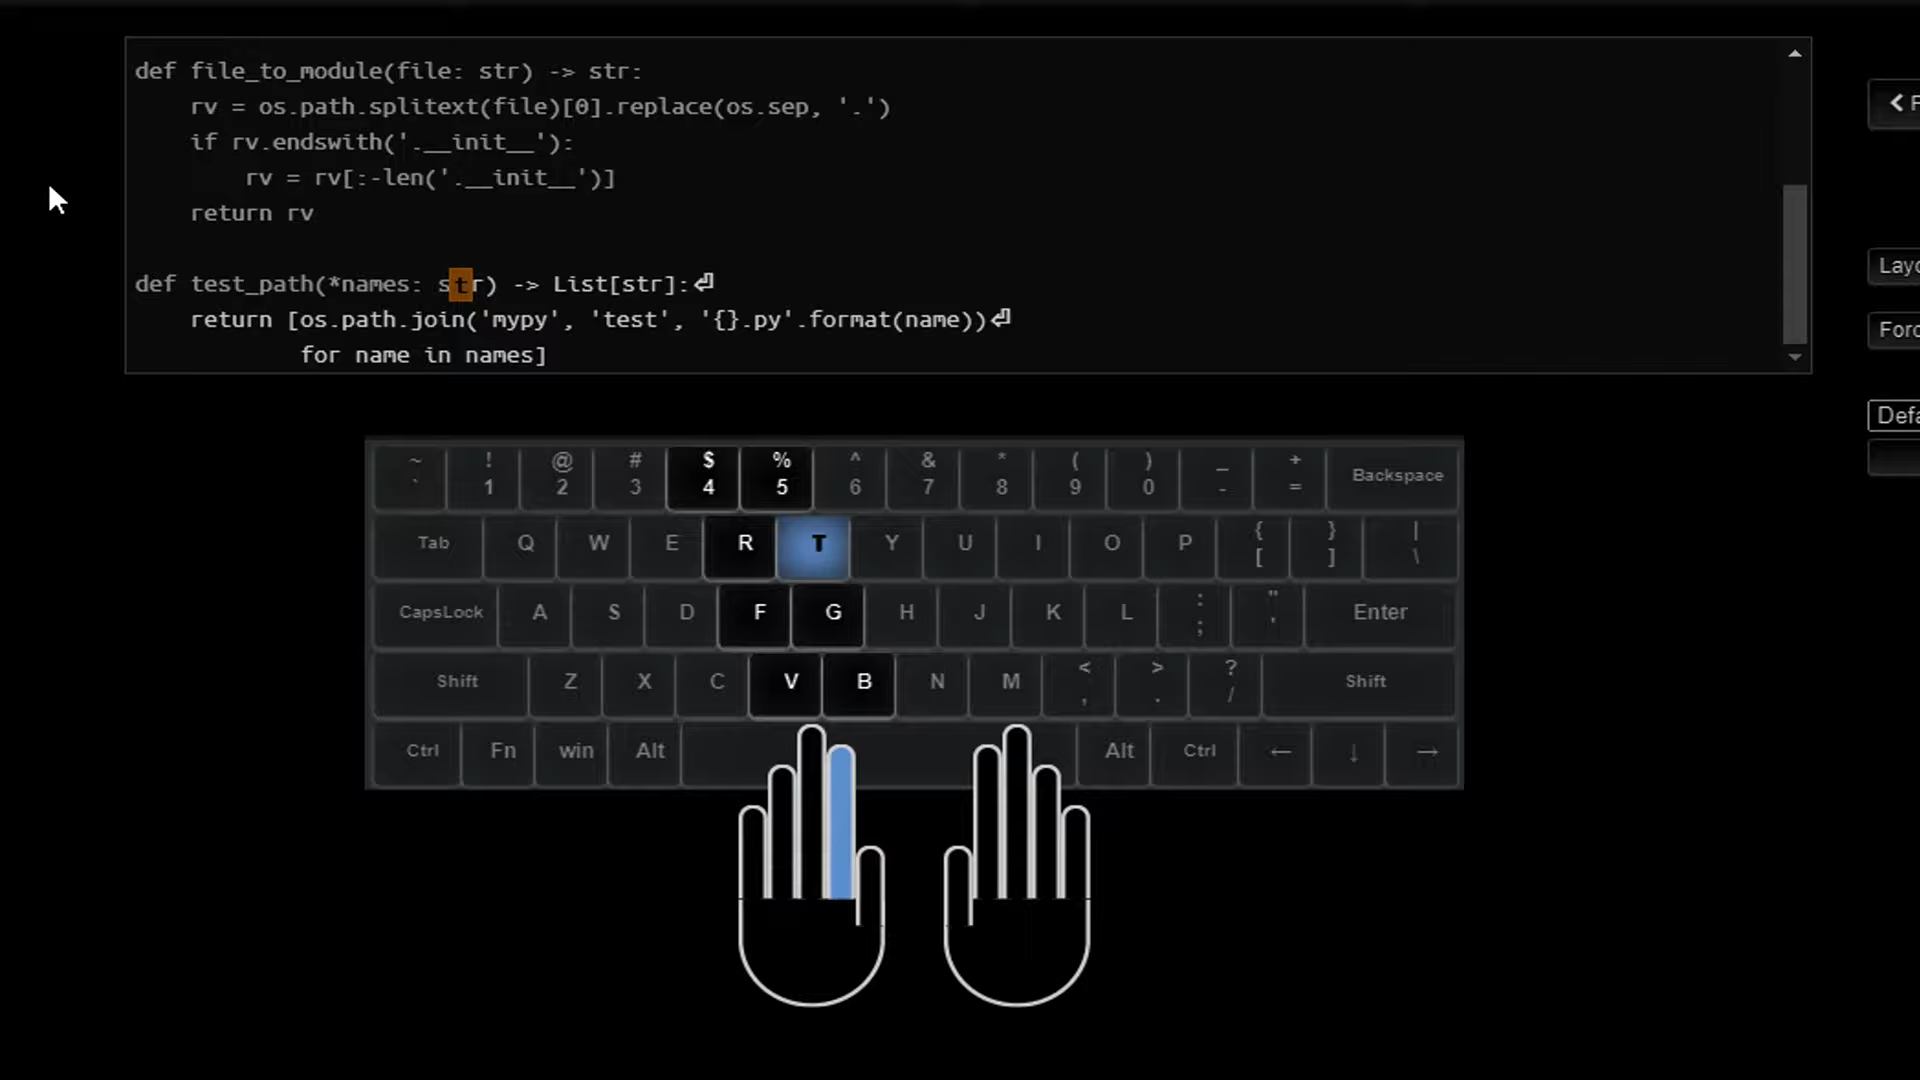 def file_to_module(file: str) -> str:
    rv = os.path.splitext(file)[0].replace(os.sep, '.')
    if rv.endswith('.__init__'):
        rv = rv[:-len('.__init__')]
    return rv
def test_path(*names: str) -> List[str]:⏎
    return [os.path.join('mypy', 'test', '{}.py'.format(name))⏎
            for name in names]
~ ! @ # $ % ^ & * ( ) _ +
` 1 2 3 4 5 6 7 8 9 0 - = Backspace
Tab Q W E R T Y U I O P { [ } ] | \
CapsLock A S D F G H J K L : ; " ' Enter
Shift Z X C V B N M < , > . ? / Shift
Ctrl Fn win Alt Alt Ctrl ← ↓ →